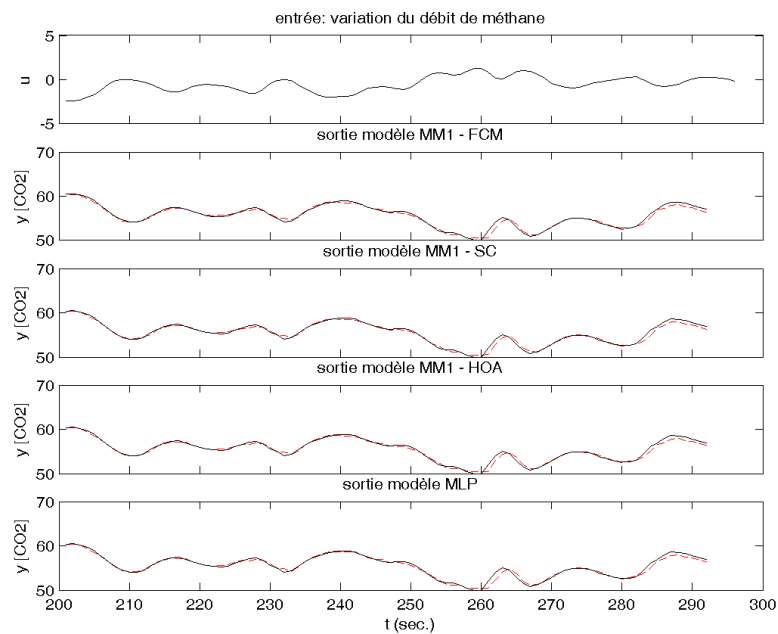 entrée: variation du débit de méthane
5
0
-5
u
sortie modèle MM1 - FCM
70
60
50
y [CO2]
sortie modèle MM1 - SC
70
60
50
y [CO2]
sortie modèle MM1 - HOA
70
60
50
y [CO2]
sortie modèle MLP
70
60
50
y [CO2]
200 210 220 230 240 250 260 270 280 290 300
t (sec.)